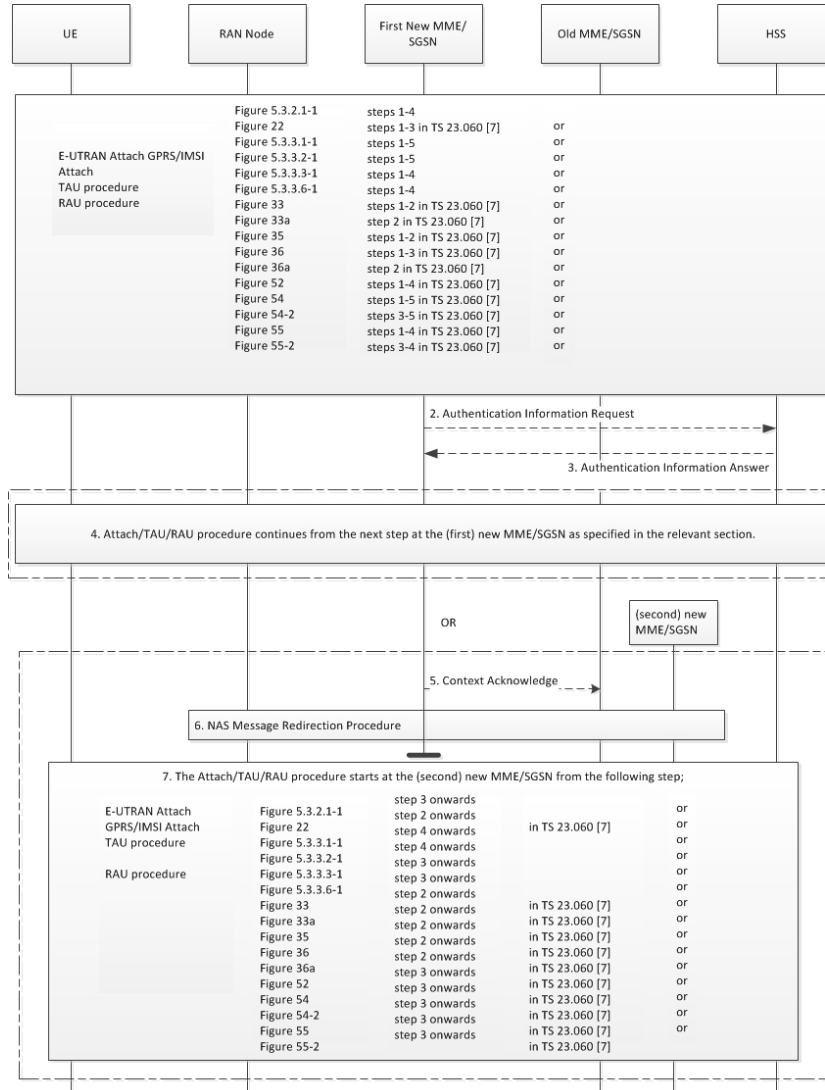 UE
RAN Node
First New MME/
SGSN
Old MME/SGSN
HSS
Figure 5.3.2.1-1 steps 1-4
Figure 22 steps 1-3 in TS 23.060 [7] or
Figure 5.3.3.1-1 steps 1-5 or
E-UTRAN Attach GPRS/IMSI Figure 5.3.3.2-1 steps 1-5 or
Attach Figure 5.3.3.3-1 steps 1-4 or
TAU procedure Figure 5.3.3.6-1 steps 1-4 or
RAU procedure Figure 33 steps 1-2 in TS 23.060 [7] or
Figure 33a step 2 in TS 23.060 [7] or
Figure 35 steps 1-2 in TS 23.060 [7] or
Figure 36 steps 1-3 in TS 23.060 [7] or
Figure 36a step 2 in TS 23.060 [7] or
Figure 52 steps 1-4 in TS 23.060 [7] or
Figure 54 steps 1-5 in TS 23.060 [7] or
Figure 54-2 steps 3-5 in TS 23.060 [7] or
Figure 55 steps 1-4 in TS 23.060 [7] or
Figure 55-2 steps 3-4 in TS 23.060 [7] or
2. Authentication Information Request
3. Authentication Information Answer
4. Attach/TAU/RAU procedure continues from the next step at the (first) new MME/SGSN as specified in the relevant section.
OR
(second) new
MME/SGSN
5. Context Acknowledge
6. NAS Message Redirection Procedure
7. The Attach/TAU/RAU procedure starts at the (second) new MME/SGSN from the following step;
step 3 onwards
E-UTRAN Attach Figure 5.3.2.1-1 step 2 onwards or
GPRS/IMSI Attach Figure 22 step 4 onwards in TS 23.060 [7] or
TAU procedure Figure 5.3.3.1-1 step 4 onwards or
Figure 5.3.3.2-1 step 3 onwards or
RAU procedure Figure 5.3.3.3-1 step 3 onwards or
Figure 5.3.3.6-1 step 2 onwards or
Figure 33 step 2 onwards in TS 23.060 [7] or
Figure 33a step 2 onwards in TS 23.060 [7] or
Figure 35 step 2 onwards in TS 23.060 [7] or
Figure 36 step 2 onwards in TS 23.060 [7] or
Figure 36a step 3 onwards in TS 23.060 [7] or
Figure 52 step 3 onwards in TS 23.060 [7] or
Figure 54 step 3 onwards in TS 23.060 [7] or
Figure 54-2 step 3 onwards in TS 23.060 [7] or
Figure 55 step 3 onwards in TS 23.060 [7] or
Figure 55-2 in TS 23.060 [7]